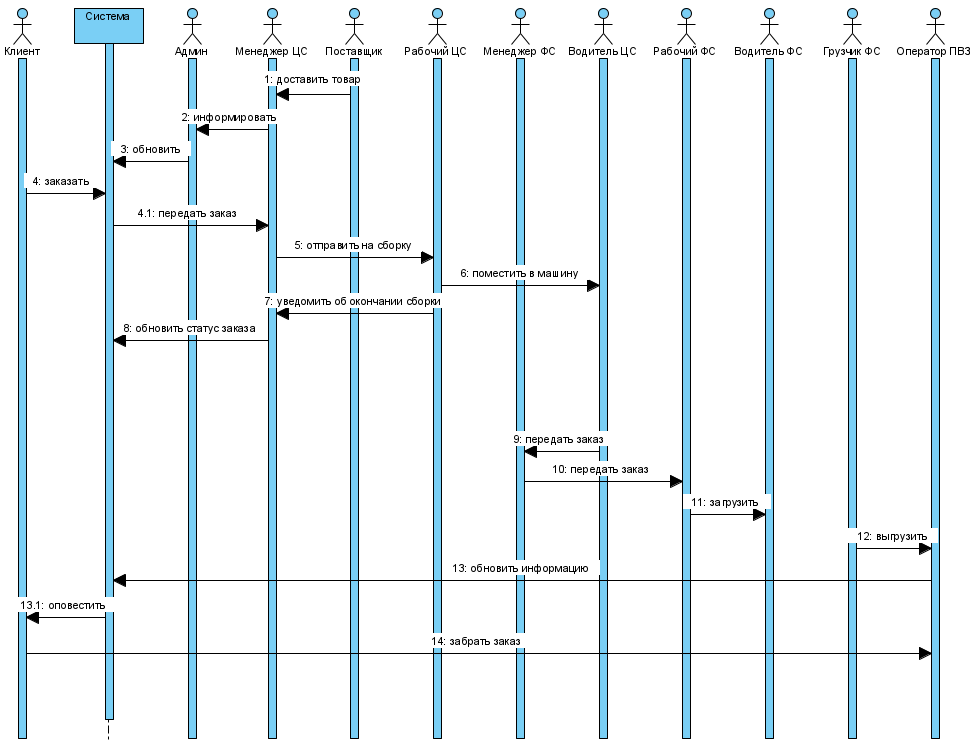 Клиент
Система
Админ
Менеджер ЦС
Поставщик
Рабочий ЦС
Менеджер ФС
Водитель ЦС
Рабочий ФС
Водитель ФС
Грузчик ФС
Оператор ПВЗ
1: доставить товар
2: информировать
3: обновить
4: заказать
4.1: передать заказ
5: отправить на сборку
6: поместить в машину
7: уведомить об окончании сборки
8: обновить статус заказа
9: передать заказ
10: передать заказ
11: загрузить
12: выгрузить
13: обновить информацию
13.1: оповестить
14: забрать заказ